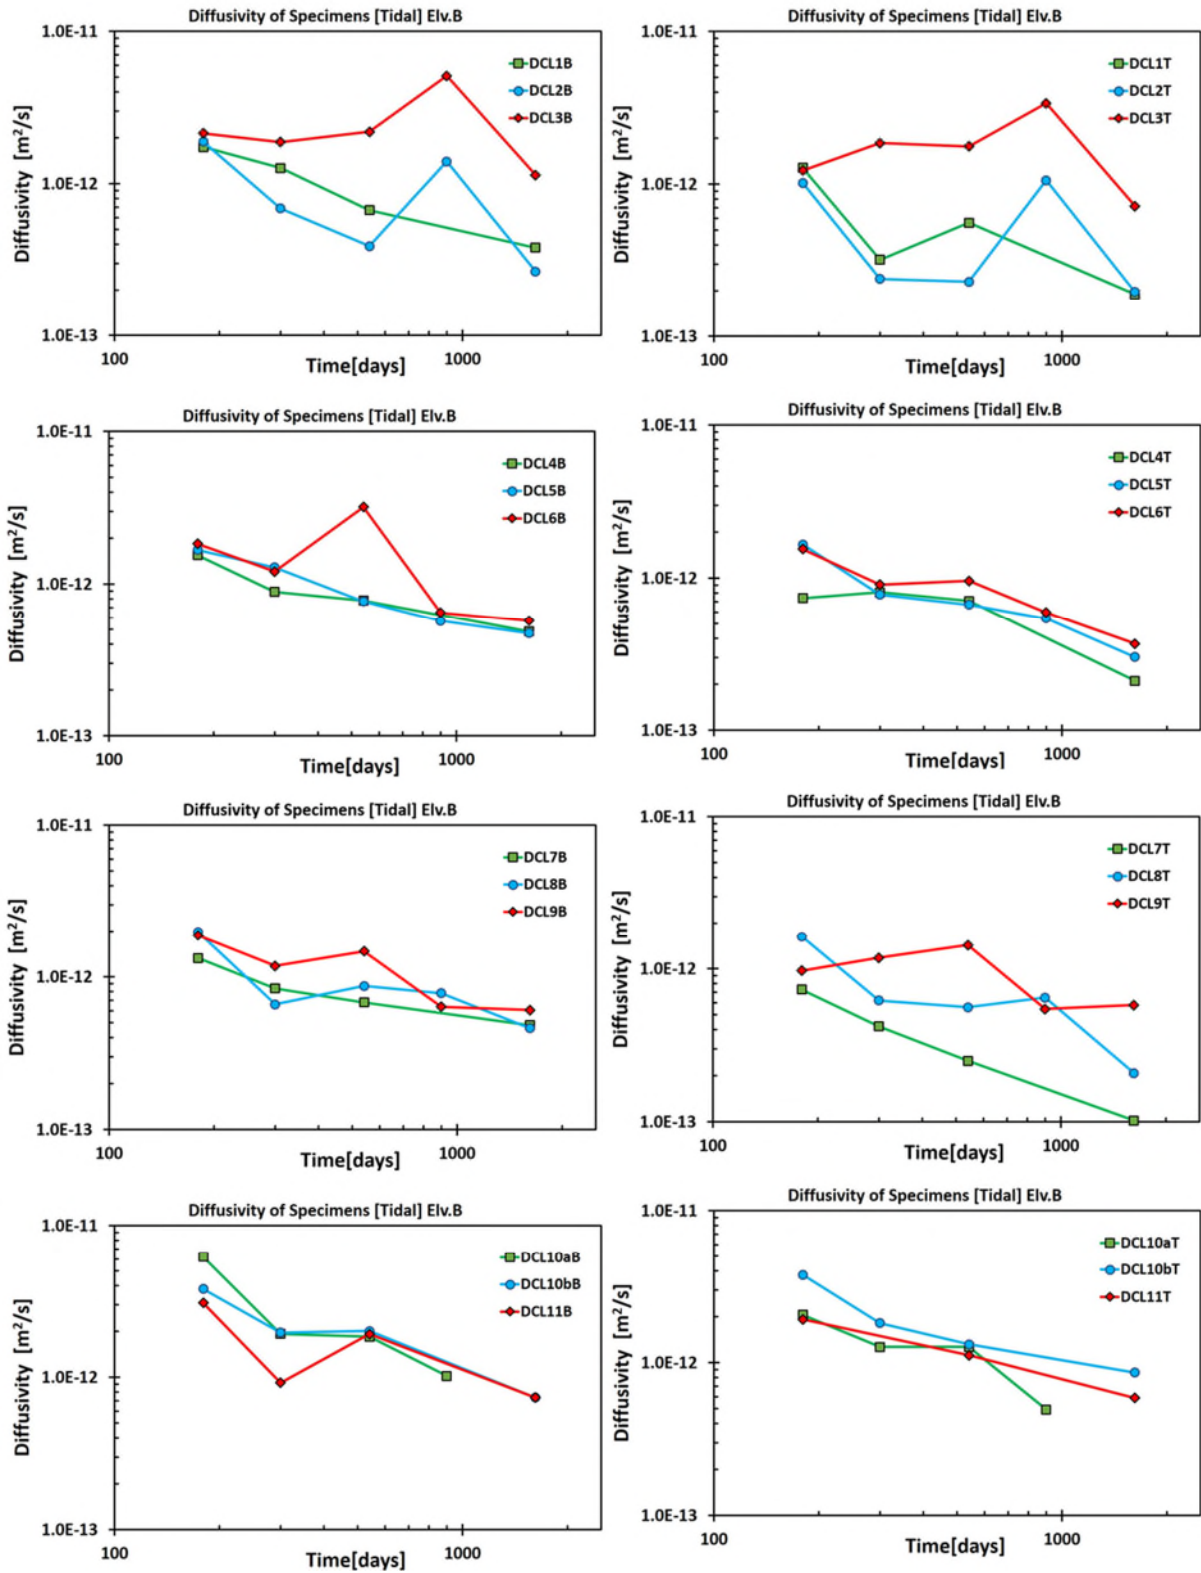 Diffusivity of Specimens [Tidal] Elv.B
1.0E-11
DCL1B
DCL2B
DCL3B
Diffusivity [m²/s]
1.0E-12
1.0E-13
100
1000
Time[days]
Diffusivity of Specimens [Tidal] Elv.B
1.0E-11
DCL1T
DCL2T
DCL3T
Diffusivity [m²/s]
1.0E-12
1.0E-13
100
1000
Time[days]
Diffusivity of Specimens [Tidal] Elv.B
1.0E-11
DCL4B
DCL5B
DCL6B
Diffusivity [m²/s]
1.0E-12
1.0E-13
100
1000
Time[days]
Diffusivity of Specimens [Tidal] Elv.B
1.0E-11
DCL4T
DCL5T
DCL6T
Diffusivity [m²/s]
1.0E-12
1.0E-13
100
1000
Time[days]
Diffusivity of Specimens [Tidal] Elv.B
1.0E-11
DCL7B
DCL8B
DCL9B
Diffusivity [m²/s]
1.0E-12
1.0E-13
100
1000
Time[days]
Diffusivity of Specimens [Tidal] Elv.B
1.0E-11
DCL7T
DCL8T
DCL9T
Diffusivity [m²/s]
1.0E-12
1.0E-13
100
1000
Time[days]
Diffusivity of Specimens [Tidal] Elv.B
1.0E-11
DCL10aB
DCL10bB
DCL11B
Diffusivity [m²/s]
1.0E-12
1.0E-13
100
1000
Time[days]
Diffusivity of Specimens [Tidal] Elv.B
1.0E-11
DCL10aT
DCL10bT
DCL11T
Diffusivity [m²/s]
1.0E-12
1.0E-13
100
1000
Time[days]